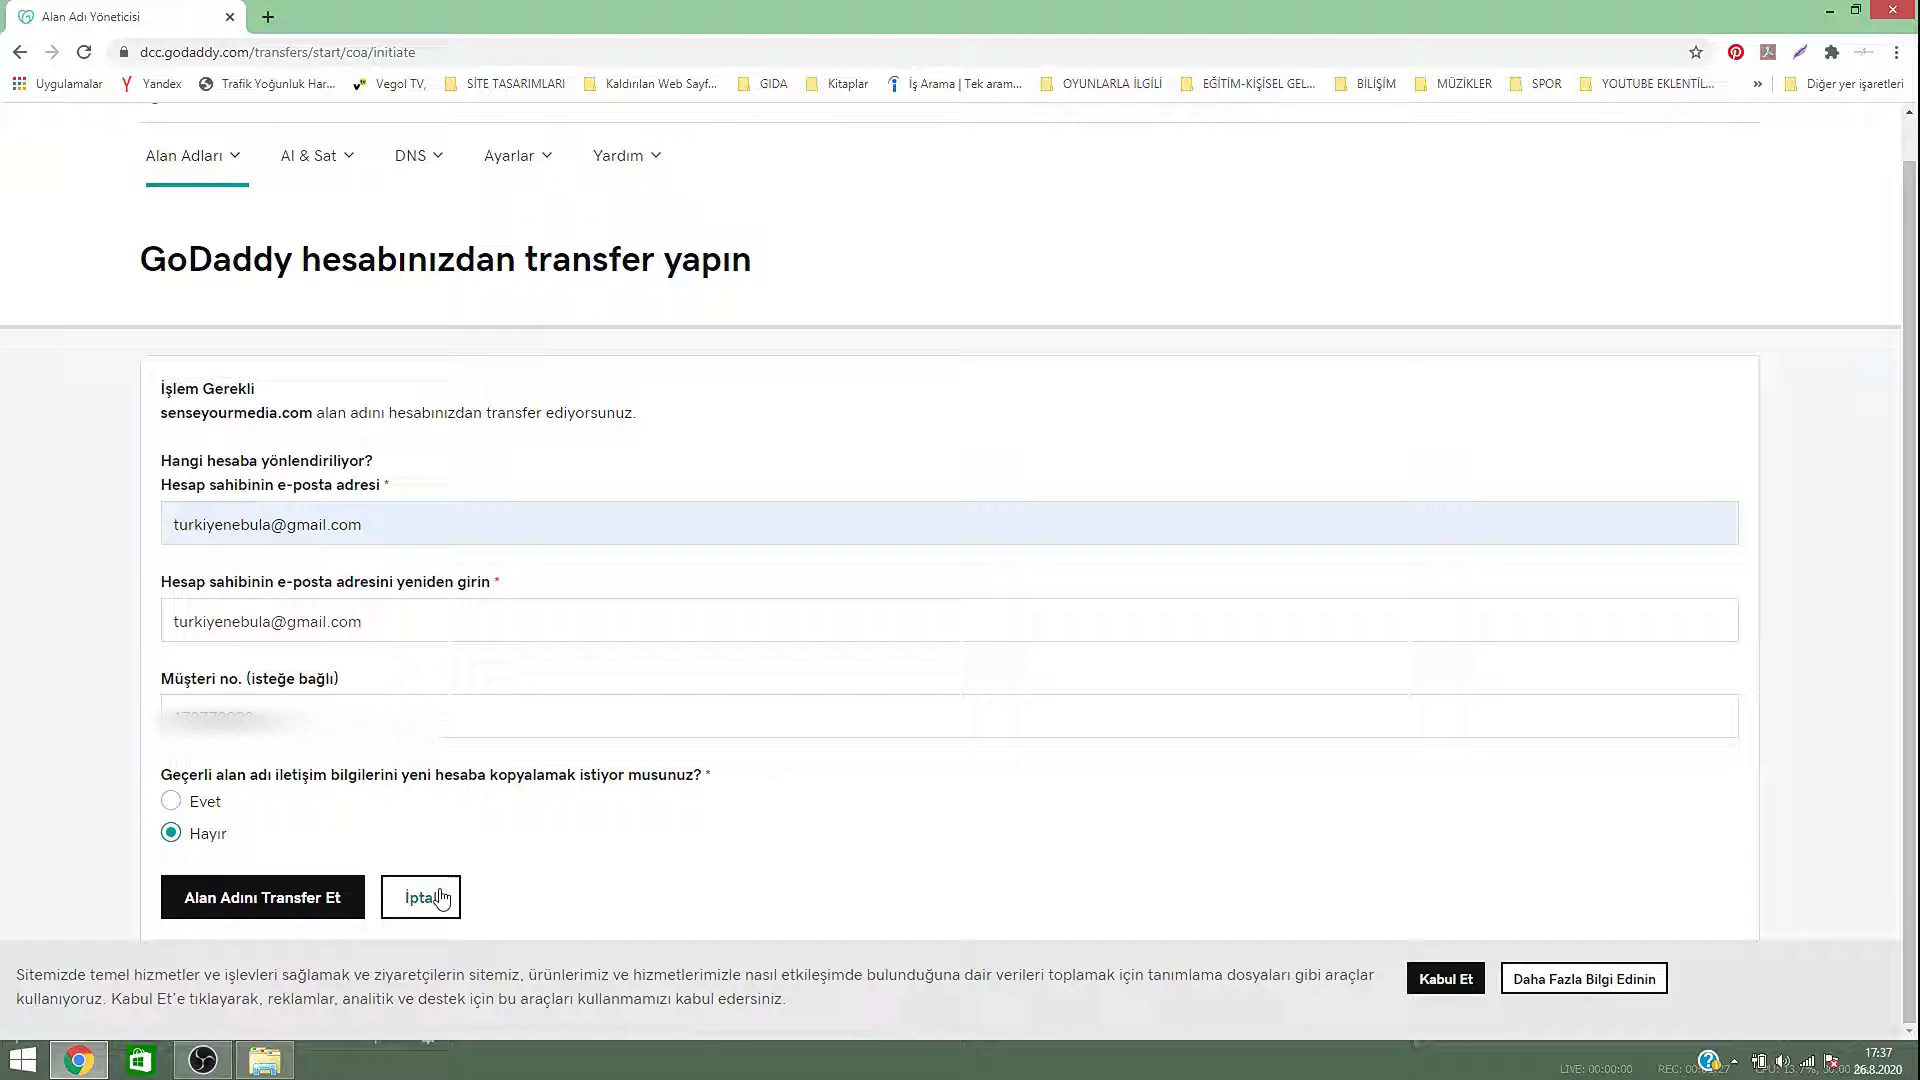 Alan Adı Yöneticisi
dcc.godaddy.com/transfers/start/coa/initiate
Uygulamalar Yandex Trafik Yoğunluk Har... Vegol TV, SİTE TASARIMLARI Kaldırılan Web Sayf... GIDA Kitaplar İş Arama | Tek aram... OYUNLARLA İLGİLİ EĞİTİM-KİŞİSEL GEL... BİLİŞİM MÜZİKLER SPOR YOUTUBE EKLENTİL... » Diğer yer işaretleri
Alan Adları Al & Sat DNS Ayarlar Yardım
GoDaddy hesabınızdan transfer yapın
İşlem Gerekli
senseyourmedia.com alan adını hesabınızdan transfer ediyorsunuz.
Hangi hesaba yönlendiriliyor?
Hesap sahibinin e-posta adresi *
turkiyenebula@gmail.com
Hesap sahibinin e-posta adresini yeniden girin *
turkiyenebula@gmail.com
Müşteri no. (isteğe bağlı)
Geçerli alan adı iletişim bilgilerini yeni hesaba kopyalamak istiyor musunuz? *
Evet
Hayır
Alan Adını Transfer Et İptal
Sitemizde temel hizmetler ve işlevleri sağlamak ve ziyaretçilerin sitemiz, ürünlerimiz ve hizmetlerimizle nasıl etkileşimde bulunduğuna dair verileri toplamak için tanımlama dosyaları gibi araçlar
kullanıyoruz. Kabul Et'e tıklayarak, reklamlar, analitik ve destek için bu araçları kullanmamızı kabul edersiniz.
Kabul Et Daha Fazla Bilgi Edinin
17:37
LIVE: 00:00:00 26.8.2020